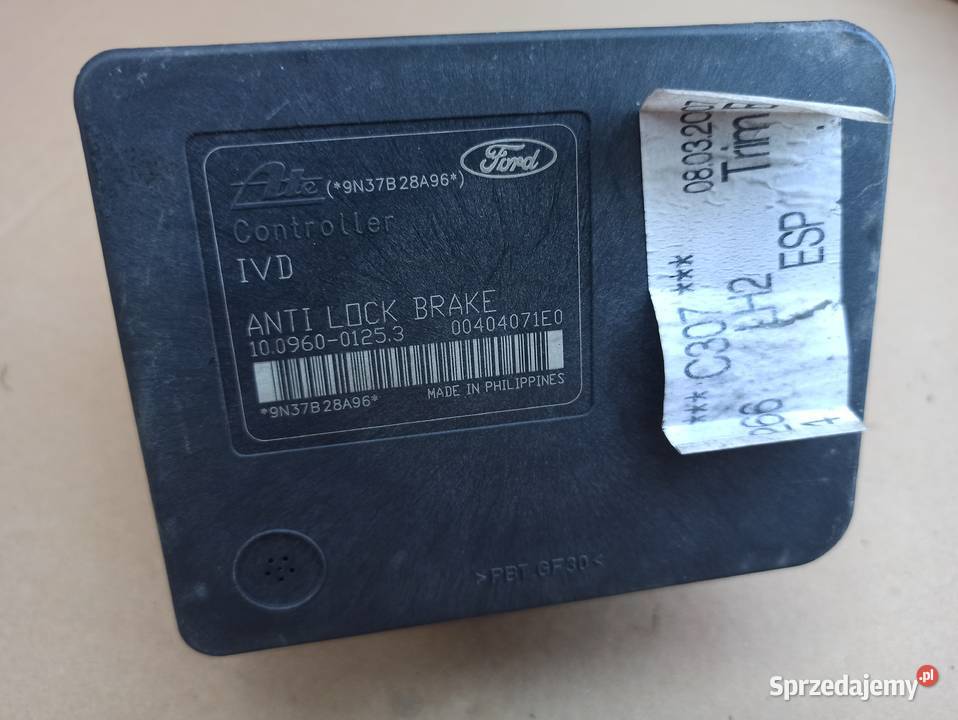 Ate (*9N37B28A96*) Ford
Controller
IVD
ANTI LOCK BRAKE
10.0960-0125.3 00404071E0
MADE IN PHILIPPINES
*9N37B28A96*
>PBT GF30<
08.03.2007
*** C307 *** Trim
LH2 ESP
Sprzedajemy.pl